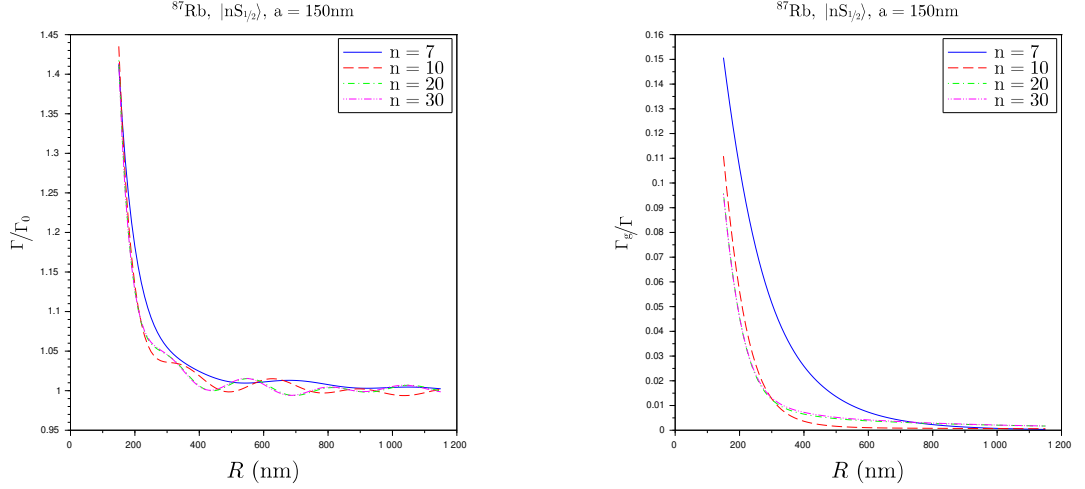 ⁸⁷Rb, |nS₁/₂⟩, a = 150nm
n = 7
n = 10
n = 20
n = 30
1.45
1.4
1.35
1.3
1.25
1.2
1.15
1.1
1.05
1
0.95
Γ/Γ₀
0 200 400 600 800 1 000 1 200
R (nm)
⁸⁷Rb, |nS₁/₂⟩, a = 150nm
n = 7
n = 10
n = 20
n = 30
0.16
0.15
0.14
0.13
0.12
0.11
0.1
0.09
0.08
0.07
0.06
0.05
0.04
0.03
0.02
0.01
0
Γg/Γ
0 200 400 600 800 1 000 1 200
R (nm)